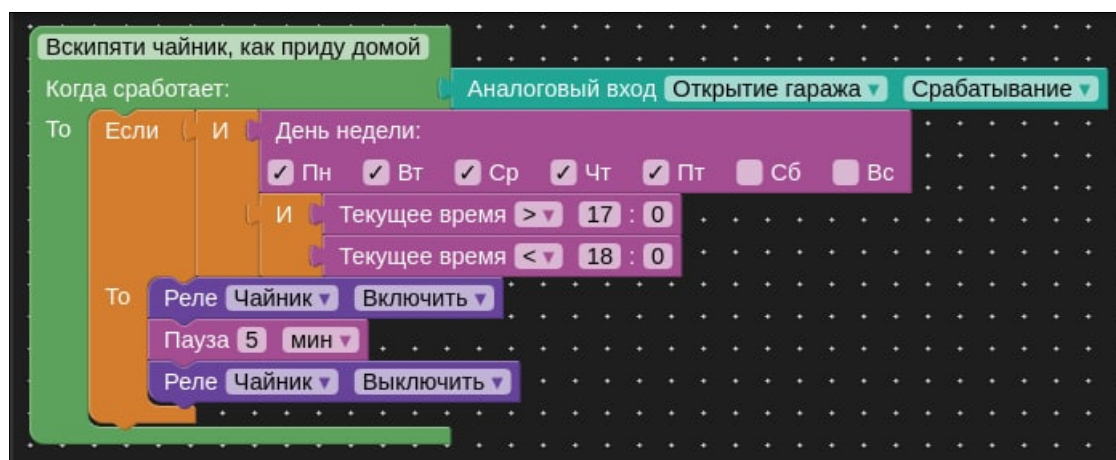 Вскипяти чайник, как приду домой
Когда сработает: Аналоговый вход Открытие гаража Срабатывание
То Если И День недели:
Пн Вт Ср Чт Пт Сб Вс
И Текущее время > 17 : 0
Текущее время < 18 : 0
То Реле Чайник Включить
Пауза 5 мин
Реле Чайник Выключить